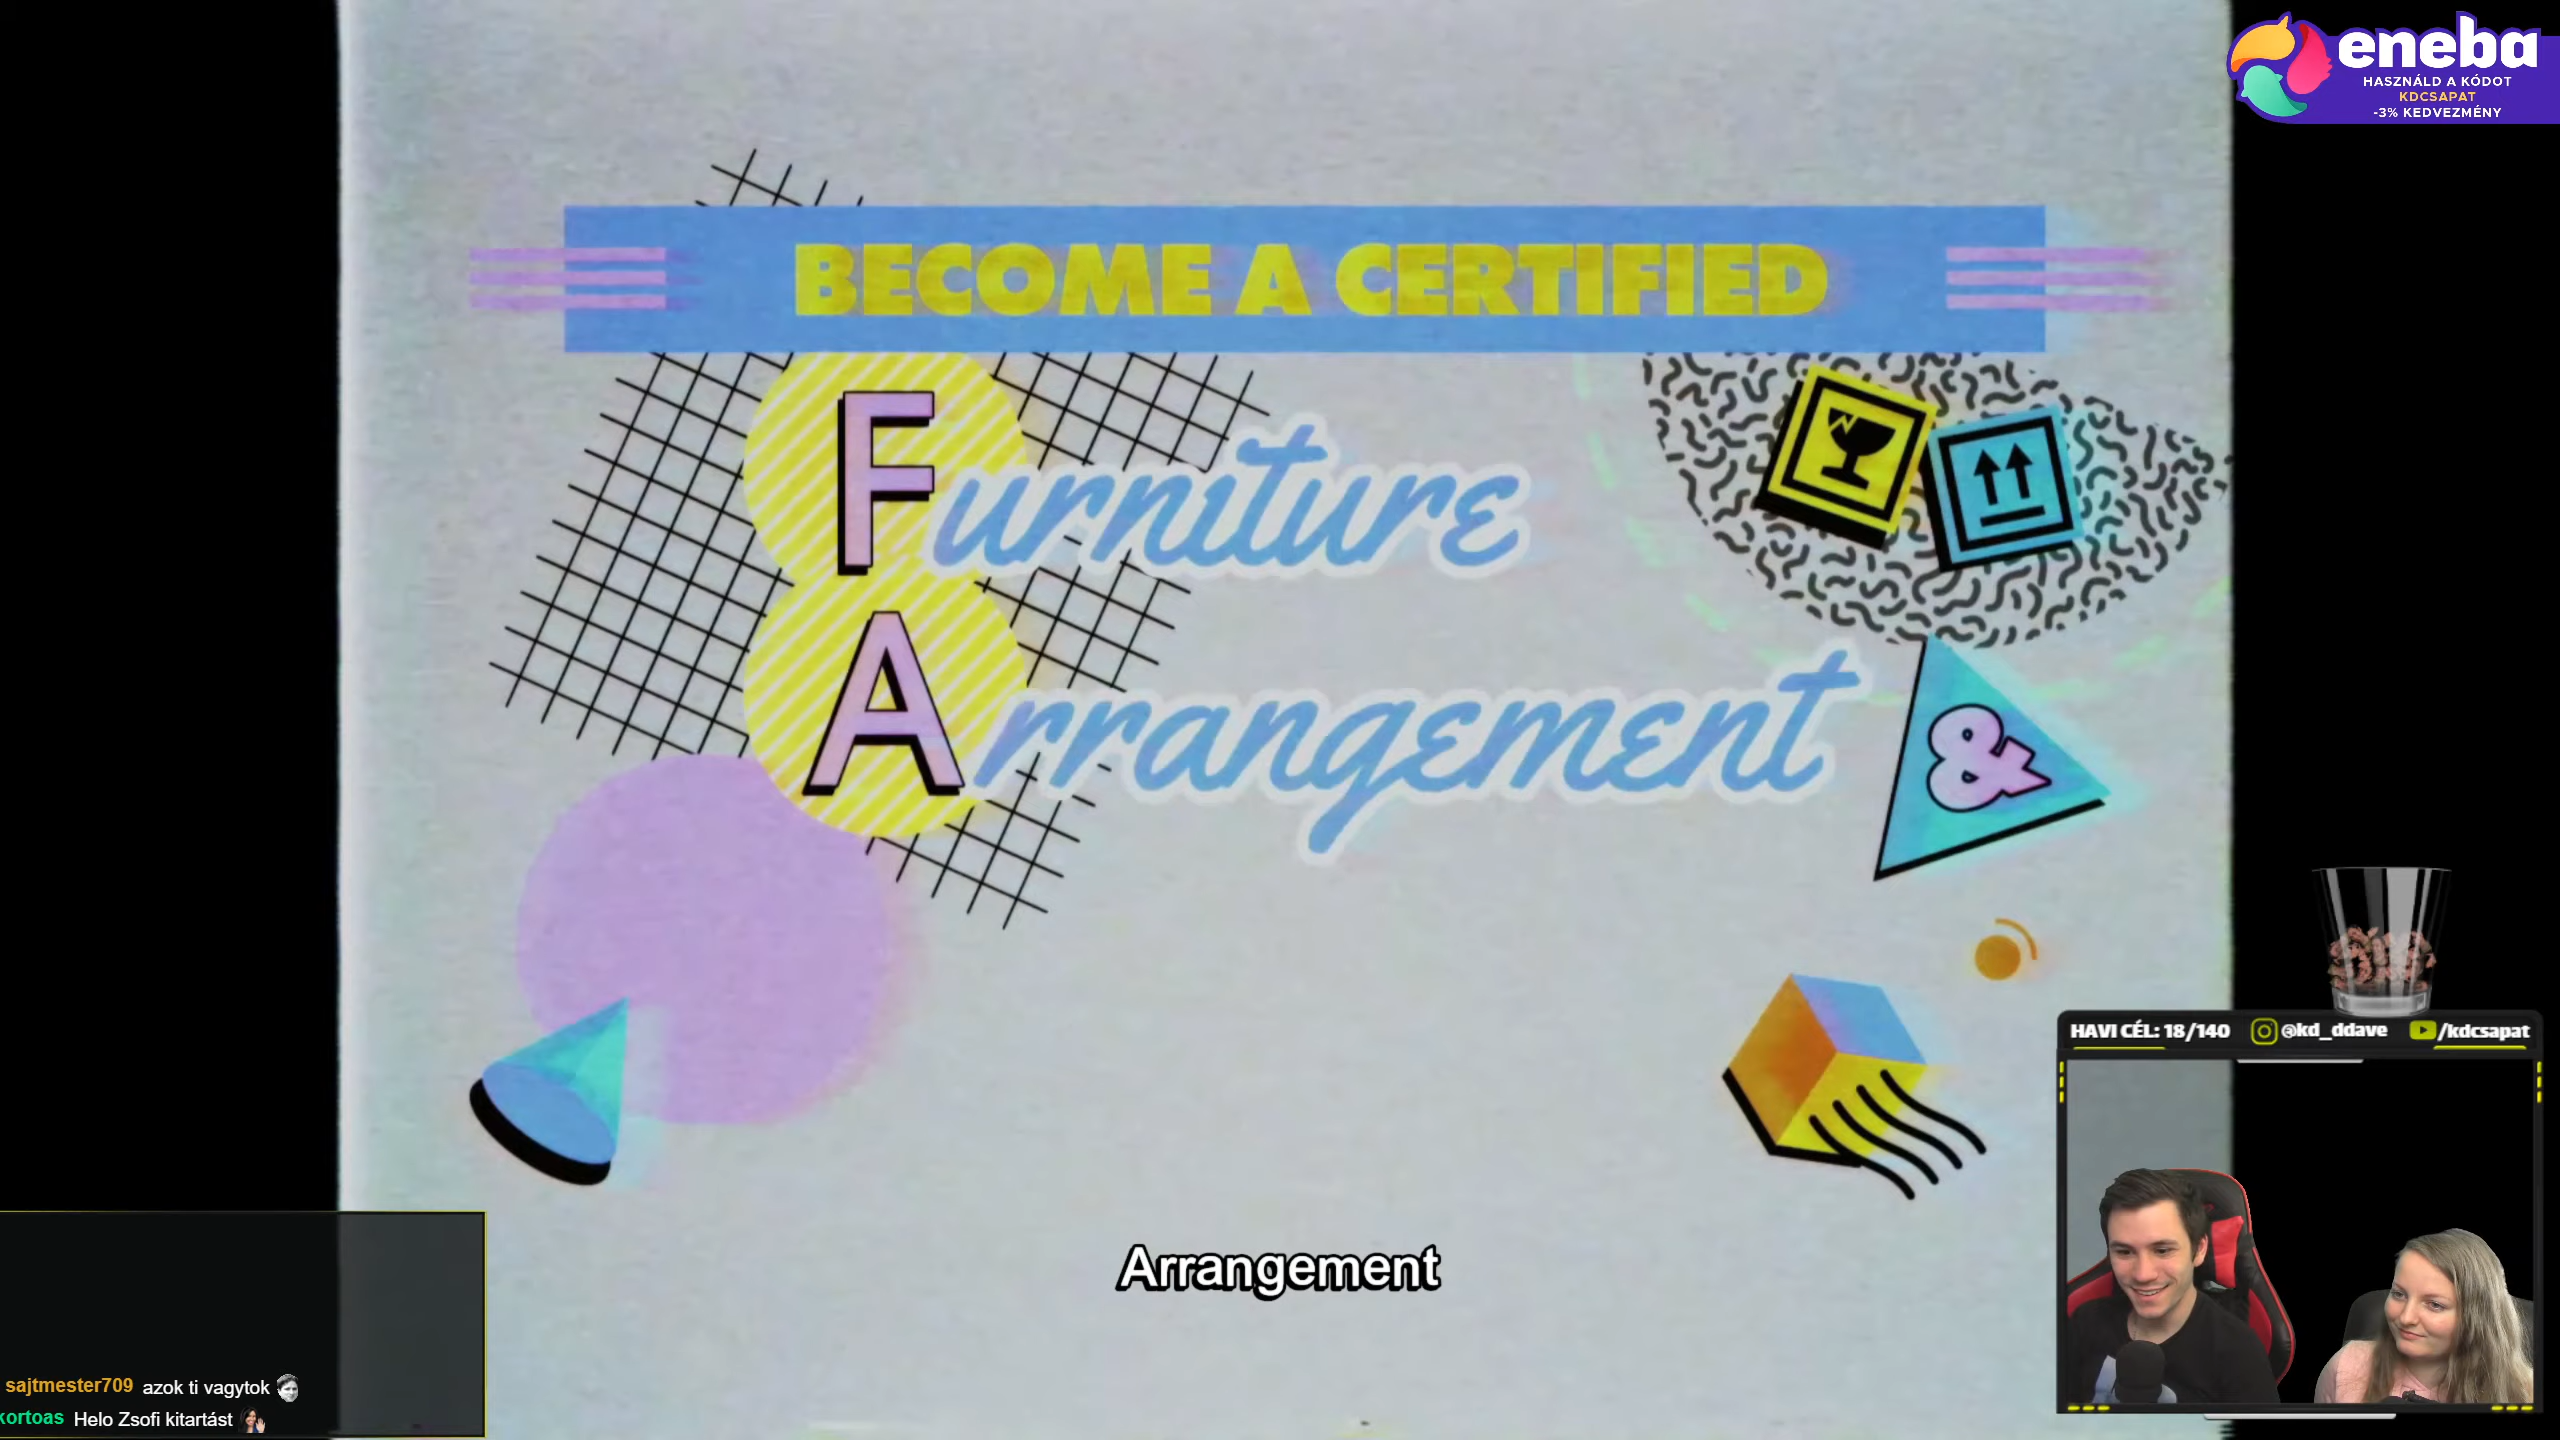 eneba
HASZNÁLD A KÓDOT
KDCSAPAT
-3% KEDVEZMÉNY
BECOME A CERTIFIED
Furniture
Arrangement
&
HAVI CÉL: 18/140 @kd_ddave /kdcsapat
Arrangement
sajtmester709 azok ti vagytok
kortoas Helo Zsofi kitartást